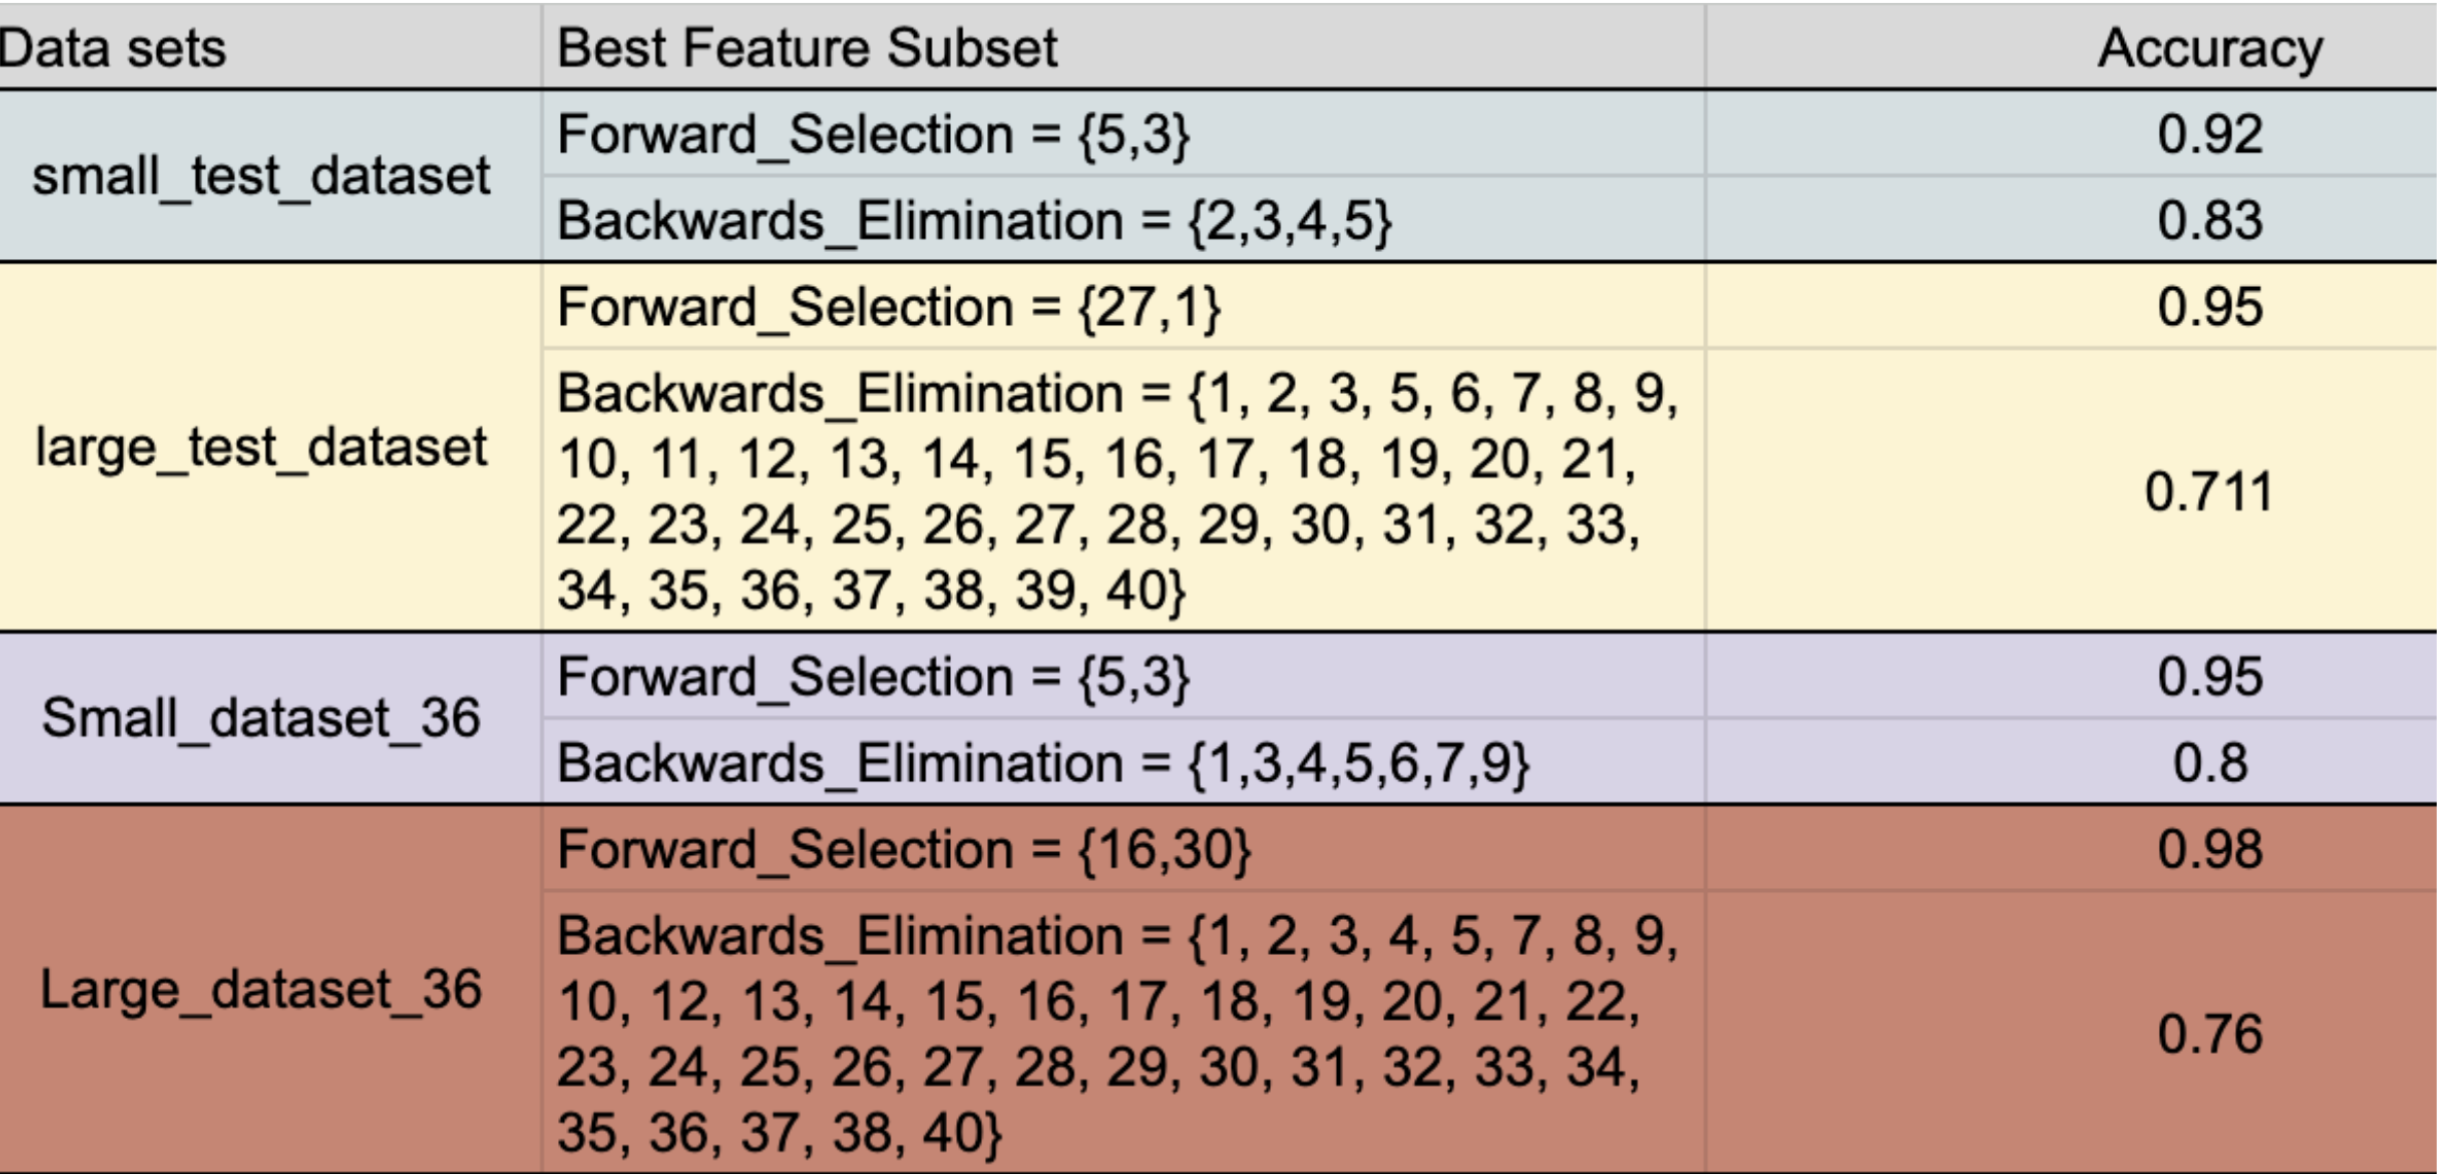 Data sets
Best Feature Subset
Accuracy
small_test_dataset
Forward_Selection = {5,3}
0.92
Backwards_Elimination = {2,3,4,5}
0.83
large_test_dataset
Forward_Selection = {27,1}
0.95
Backwards_Elimination = {1, 2, 3, 5, 6, 7, 8, 9,
10, 11, 12, 13, 14, 15, 16, 17, 18, 19, 20, 21,
22, 23, 24, 25, 26, 27, 28, 29, 30, 31, 32, 33,
34, 35, 36, 37, 38, 39, 40}
0.711
Small_dataset_36
Forward_Selection = {5,3}
0.95
Backwards_Elimination = {1,3,4,5,6,7,9}
0.8
Large_dataset_36
Forward_Selection = {16,30}
0.98
Backwards_Elimination = {1, 2, 3, 4, 5, 7, 8, 9,
10, 12, 13, 14, 15, 16, 17, 18, 19, 20, 21, 22,
23, 24, 25, 26, 27, 28, 29, 30, 31, 32, 33, 34,
35, 36, 37, 38, 40}
0.76